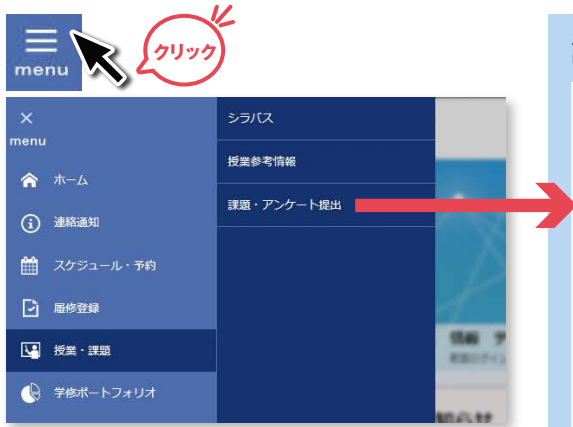 menu
クリック
×
menu
ホーム
連絡通知
スケジュール・予約
履修登録
授業・課題
学修ポートフォリオ
シラバス
授業参考情報
課題・アンケート提出